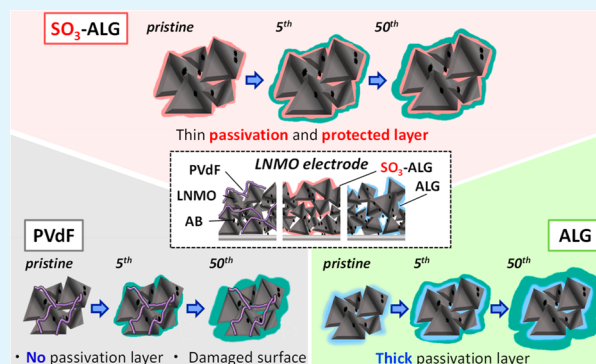 SO₃-ALG
pristine 5th 50th
Thin passivation and protected layer
LNMO electrode
PVdF
LNMO
AB
SO₃-ALG
ALG
PVdF
pristine 5th 50th
・ No passivation layer ・ Damaged surface
ALG
pristine 5th 50th
Thick passivation layer